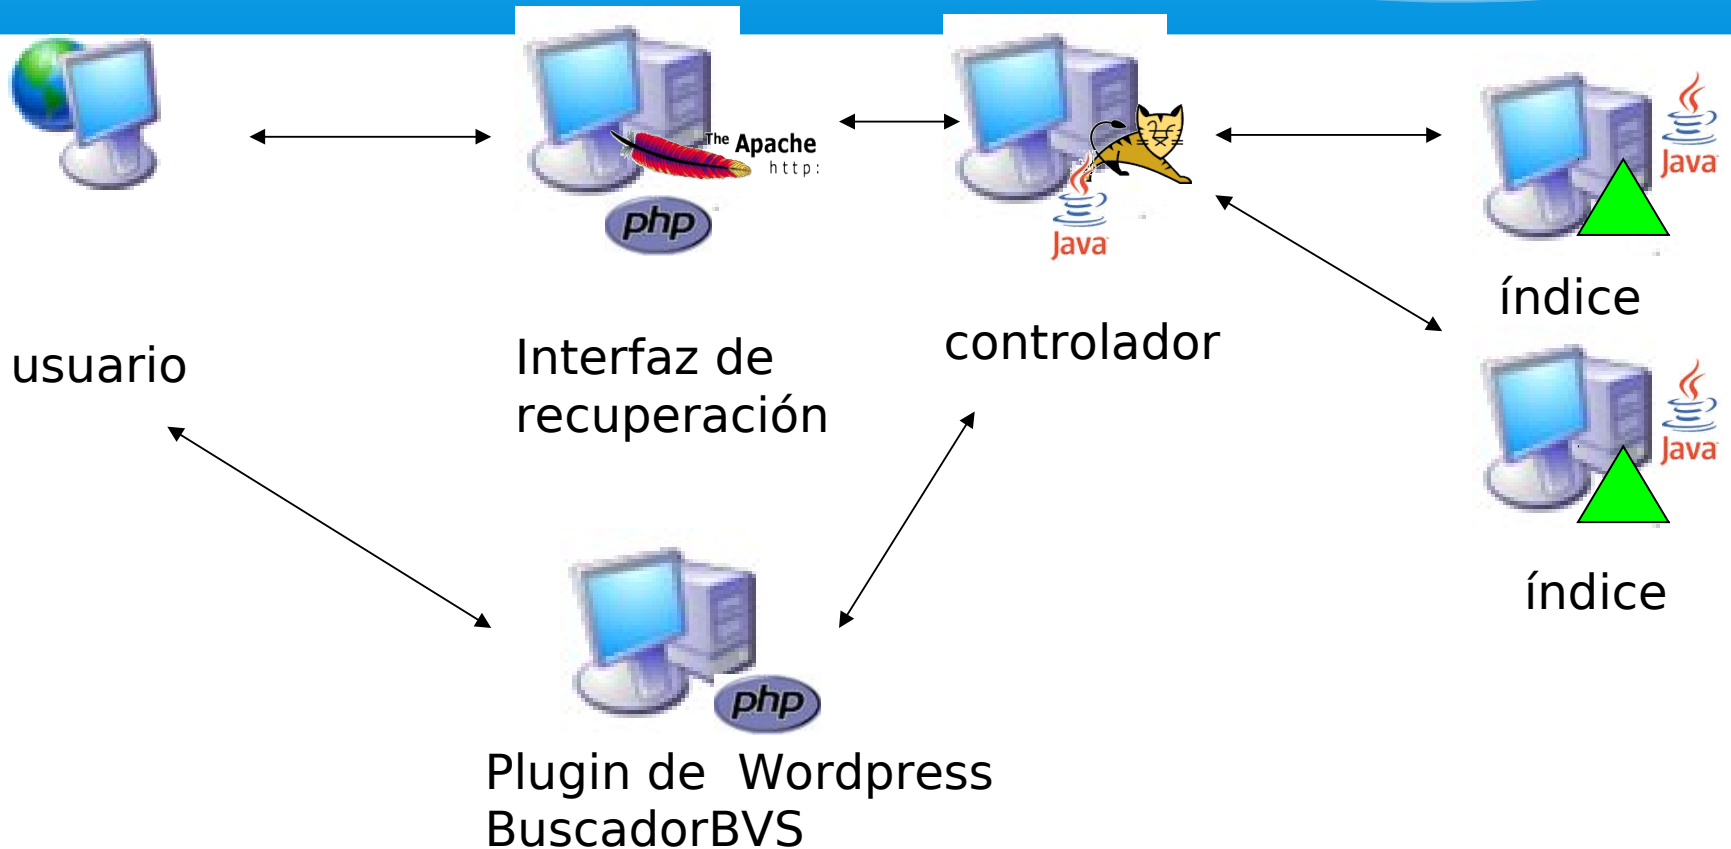 The Apache
http:
php
Java
Java
índice
usuario
Interfaz de
recuperación
controlador
Java
índice
php
Plugin de  Wordpress
BuscadorBVS